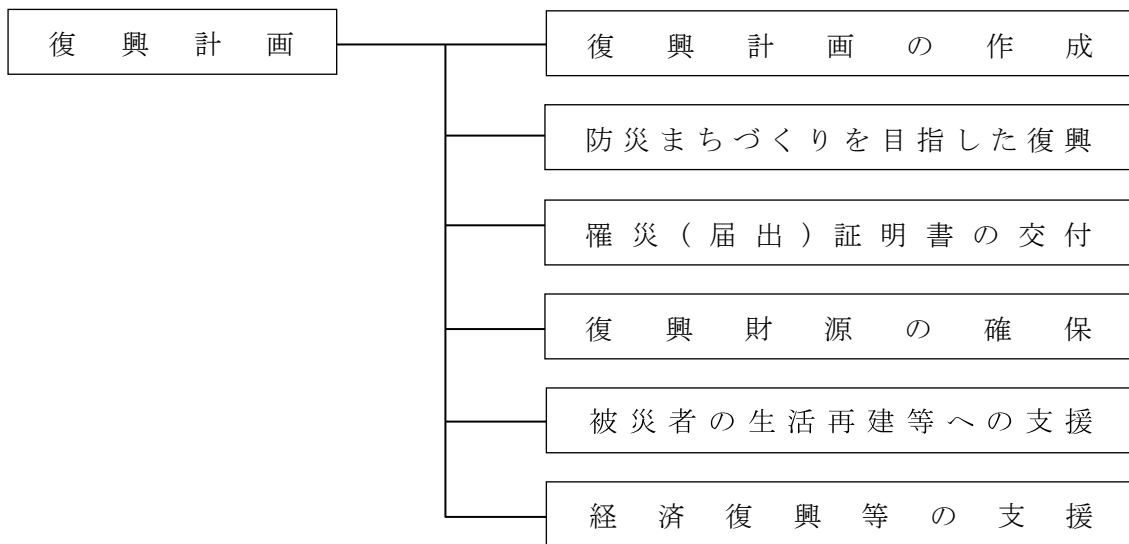 復興計画
復興計画の作成
防災まちづくりを目指した復興
罹災(届出)証明書の交付
復興財源の確保
被災者の生活再建等への支援
経済復興等の支援